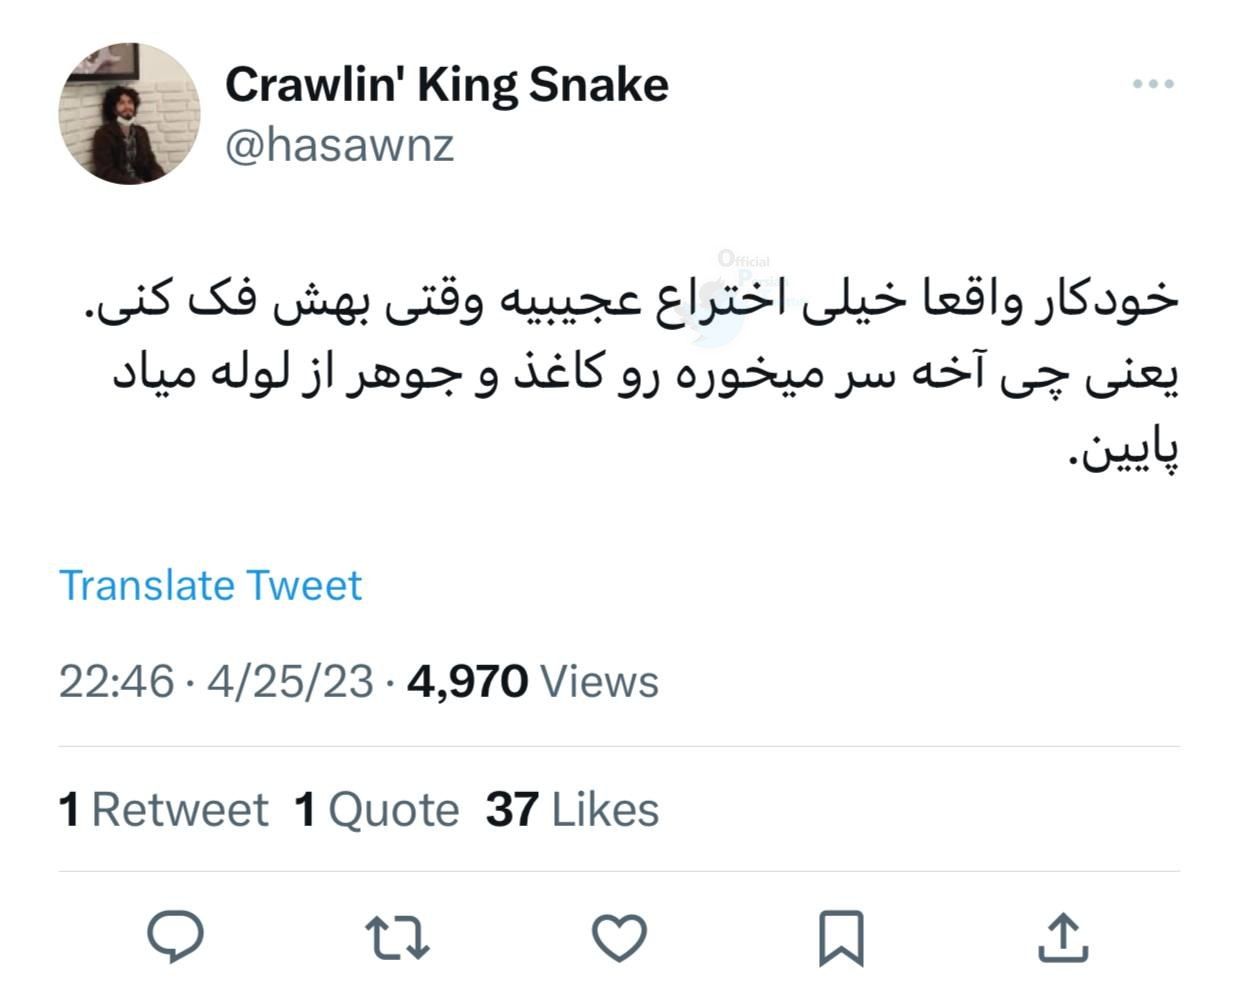 Crawlin' King Snake
@hasawnz
Official
Persian
خودکار واقعا خیلی اختراع عجیبیه وقتی بهش فک کنی.
یعنی چی آخه سر میخوره رو کاغذ و جوهر از لوله میاد
پایین.
Translate Tweet
22:46 · 4/25/23 · 4,970 Views
1 Retweet 1 Quote 37 Likes